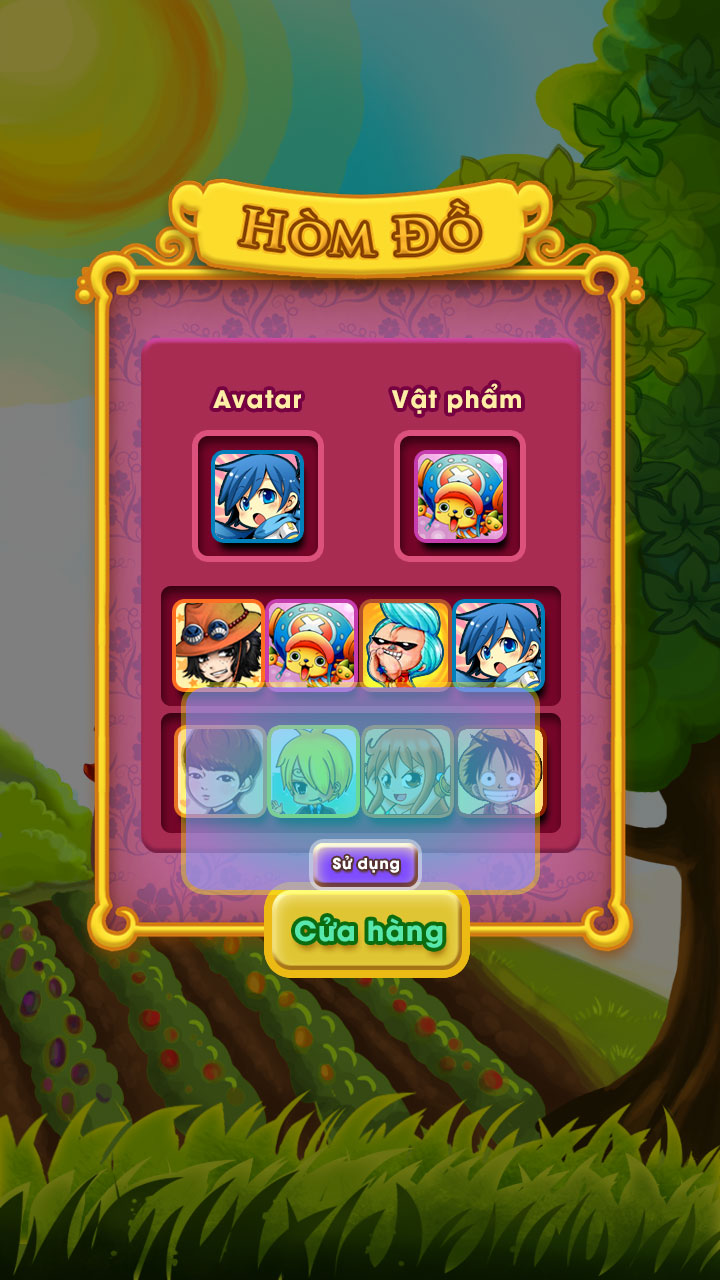 HÒM ĐỒ
Avatar
Vật phẩm
Sử dụng
Cửa hàng